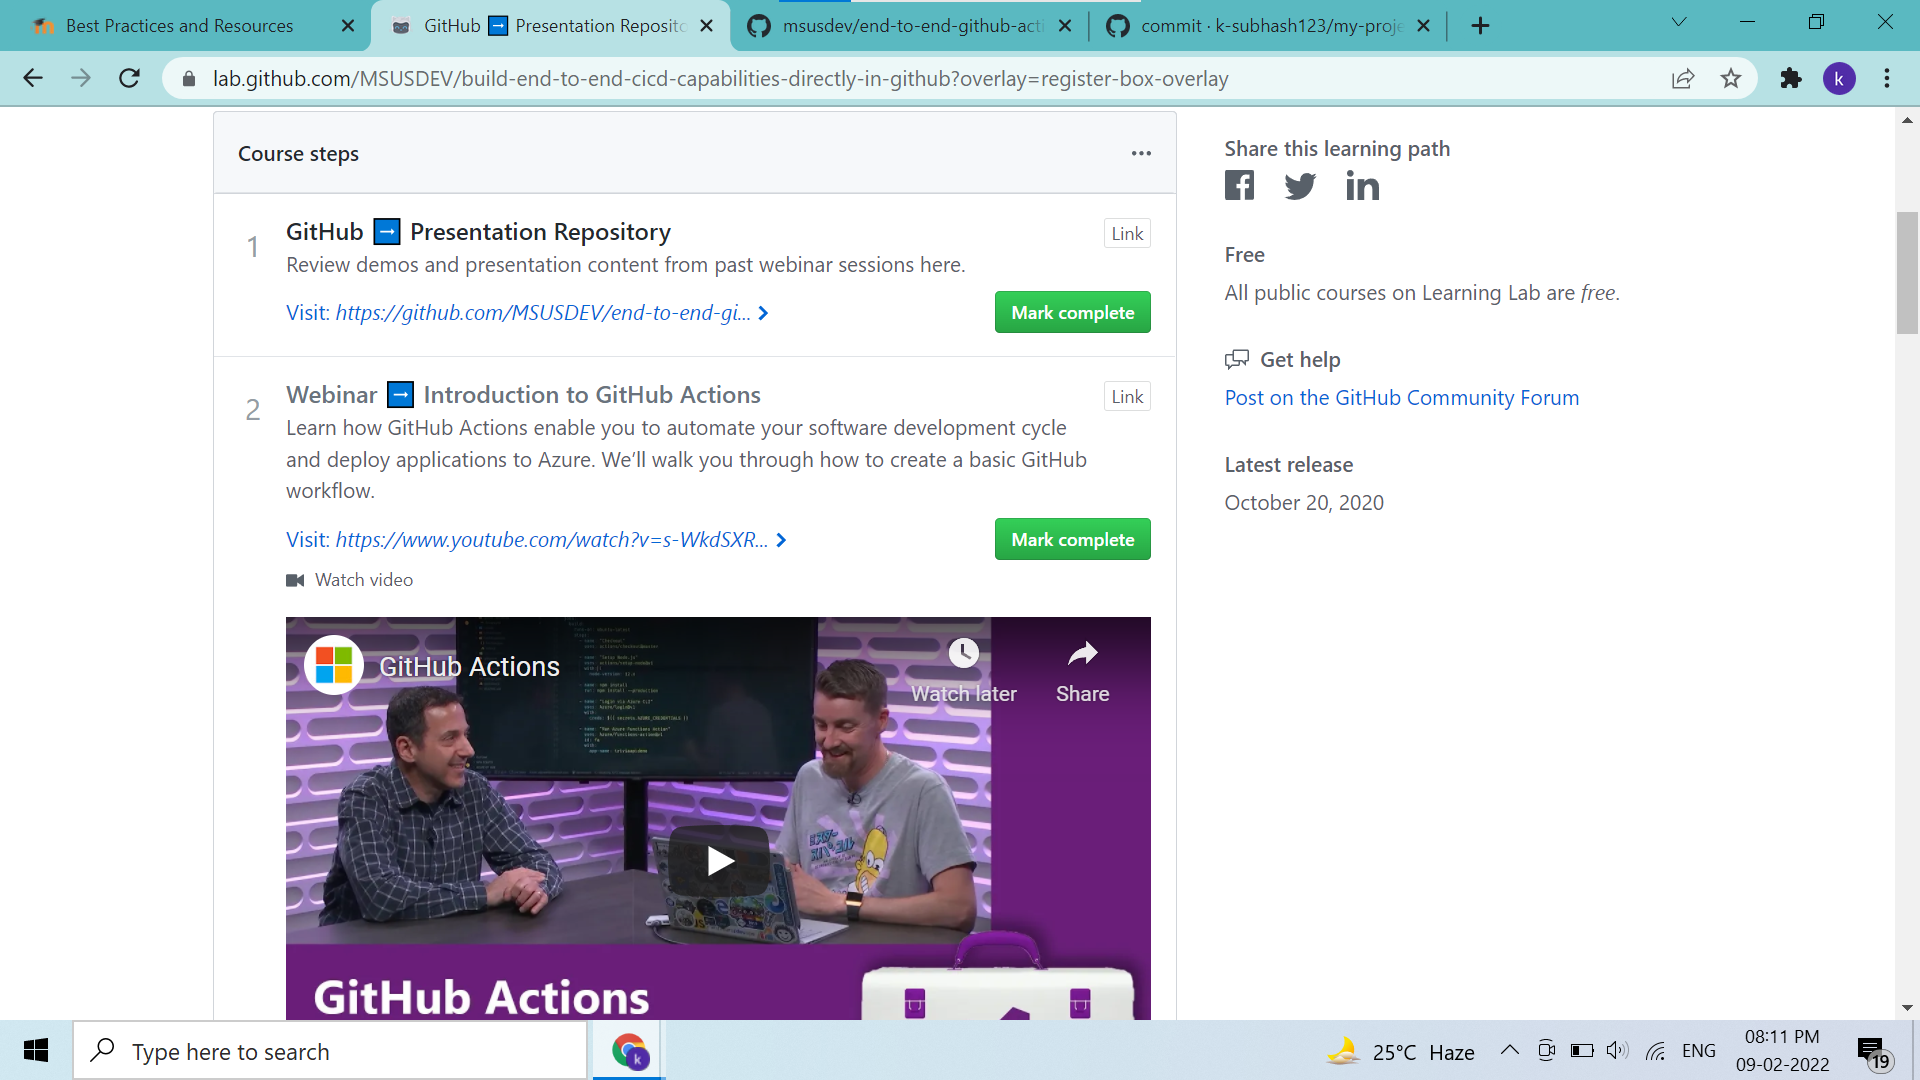 Best Practices and Resources
GitHub ➡ Presentation Reposito
msusdev/end-to-end-github-acti
commit · k-subhash123/my-proje
lab.github.com/MSUSDEV/build-end-to-end-cicd-capabilities-directly-in-github?overlay=register-box-overlay
k
Course steps
1
GitHub ➡ Presentation Repository
Link
Review demos and presentation content from past webinar sessions here.
Visit: https://github.com/MSUSDEV/end-to-end-gi...
Mark complete
2
Webinar ➡ Introduction to GitHub Actions
Link
Learn how GitHub Actions enable you to automate your software development cycle
and deploy applications to Azure. We'll walk you through how to create a basic GitHub
workflow.
Visit: https://www.youtube.com/watch?v=s-WkdSXR...
Mark complete
Watch video
GitHub Actions
Watch later
Share
GitHub Actions
Share this learning path
Free
All public courses on Learning Lab are free.
Get help
Post on the GitHub Community Forum
Latest release
October 20, 2020
Type here to search
k
25°C Haze
ENG
08:11 PM
09-02-2022
19